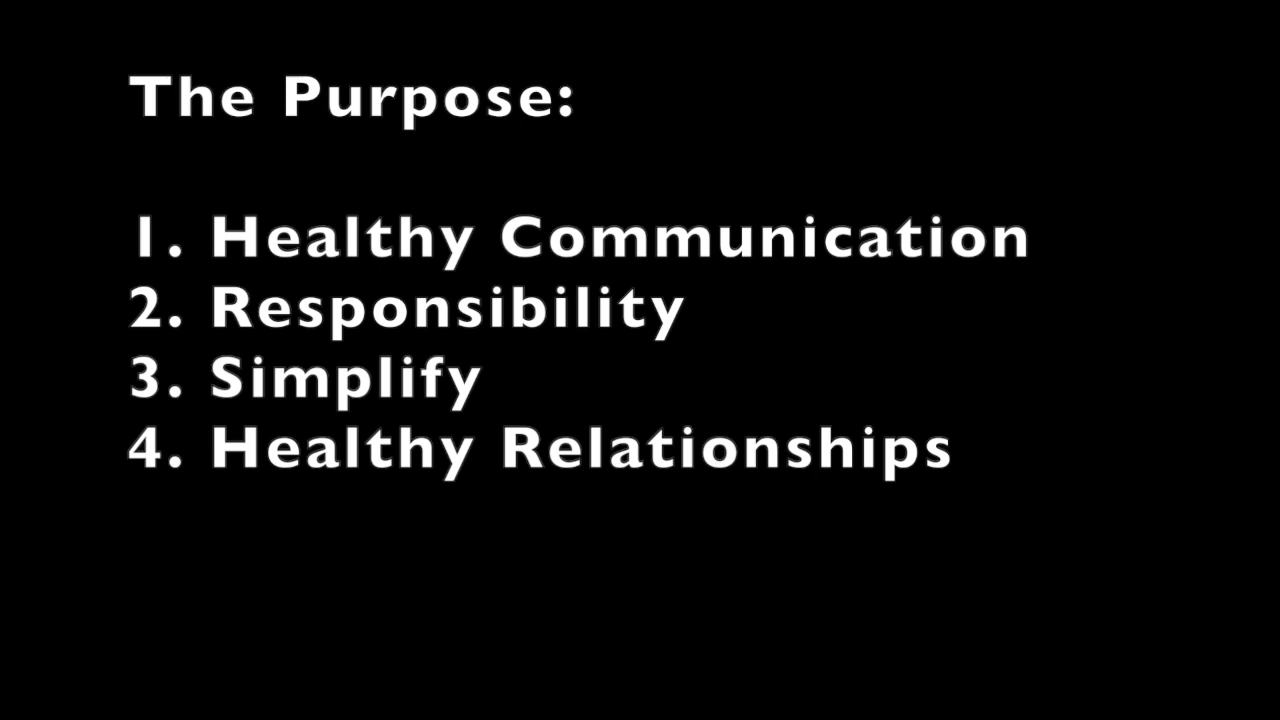 The Purpose:
1. Healthy Communication
2. Responsibility
3. Simplify
4. Healthy Relationships